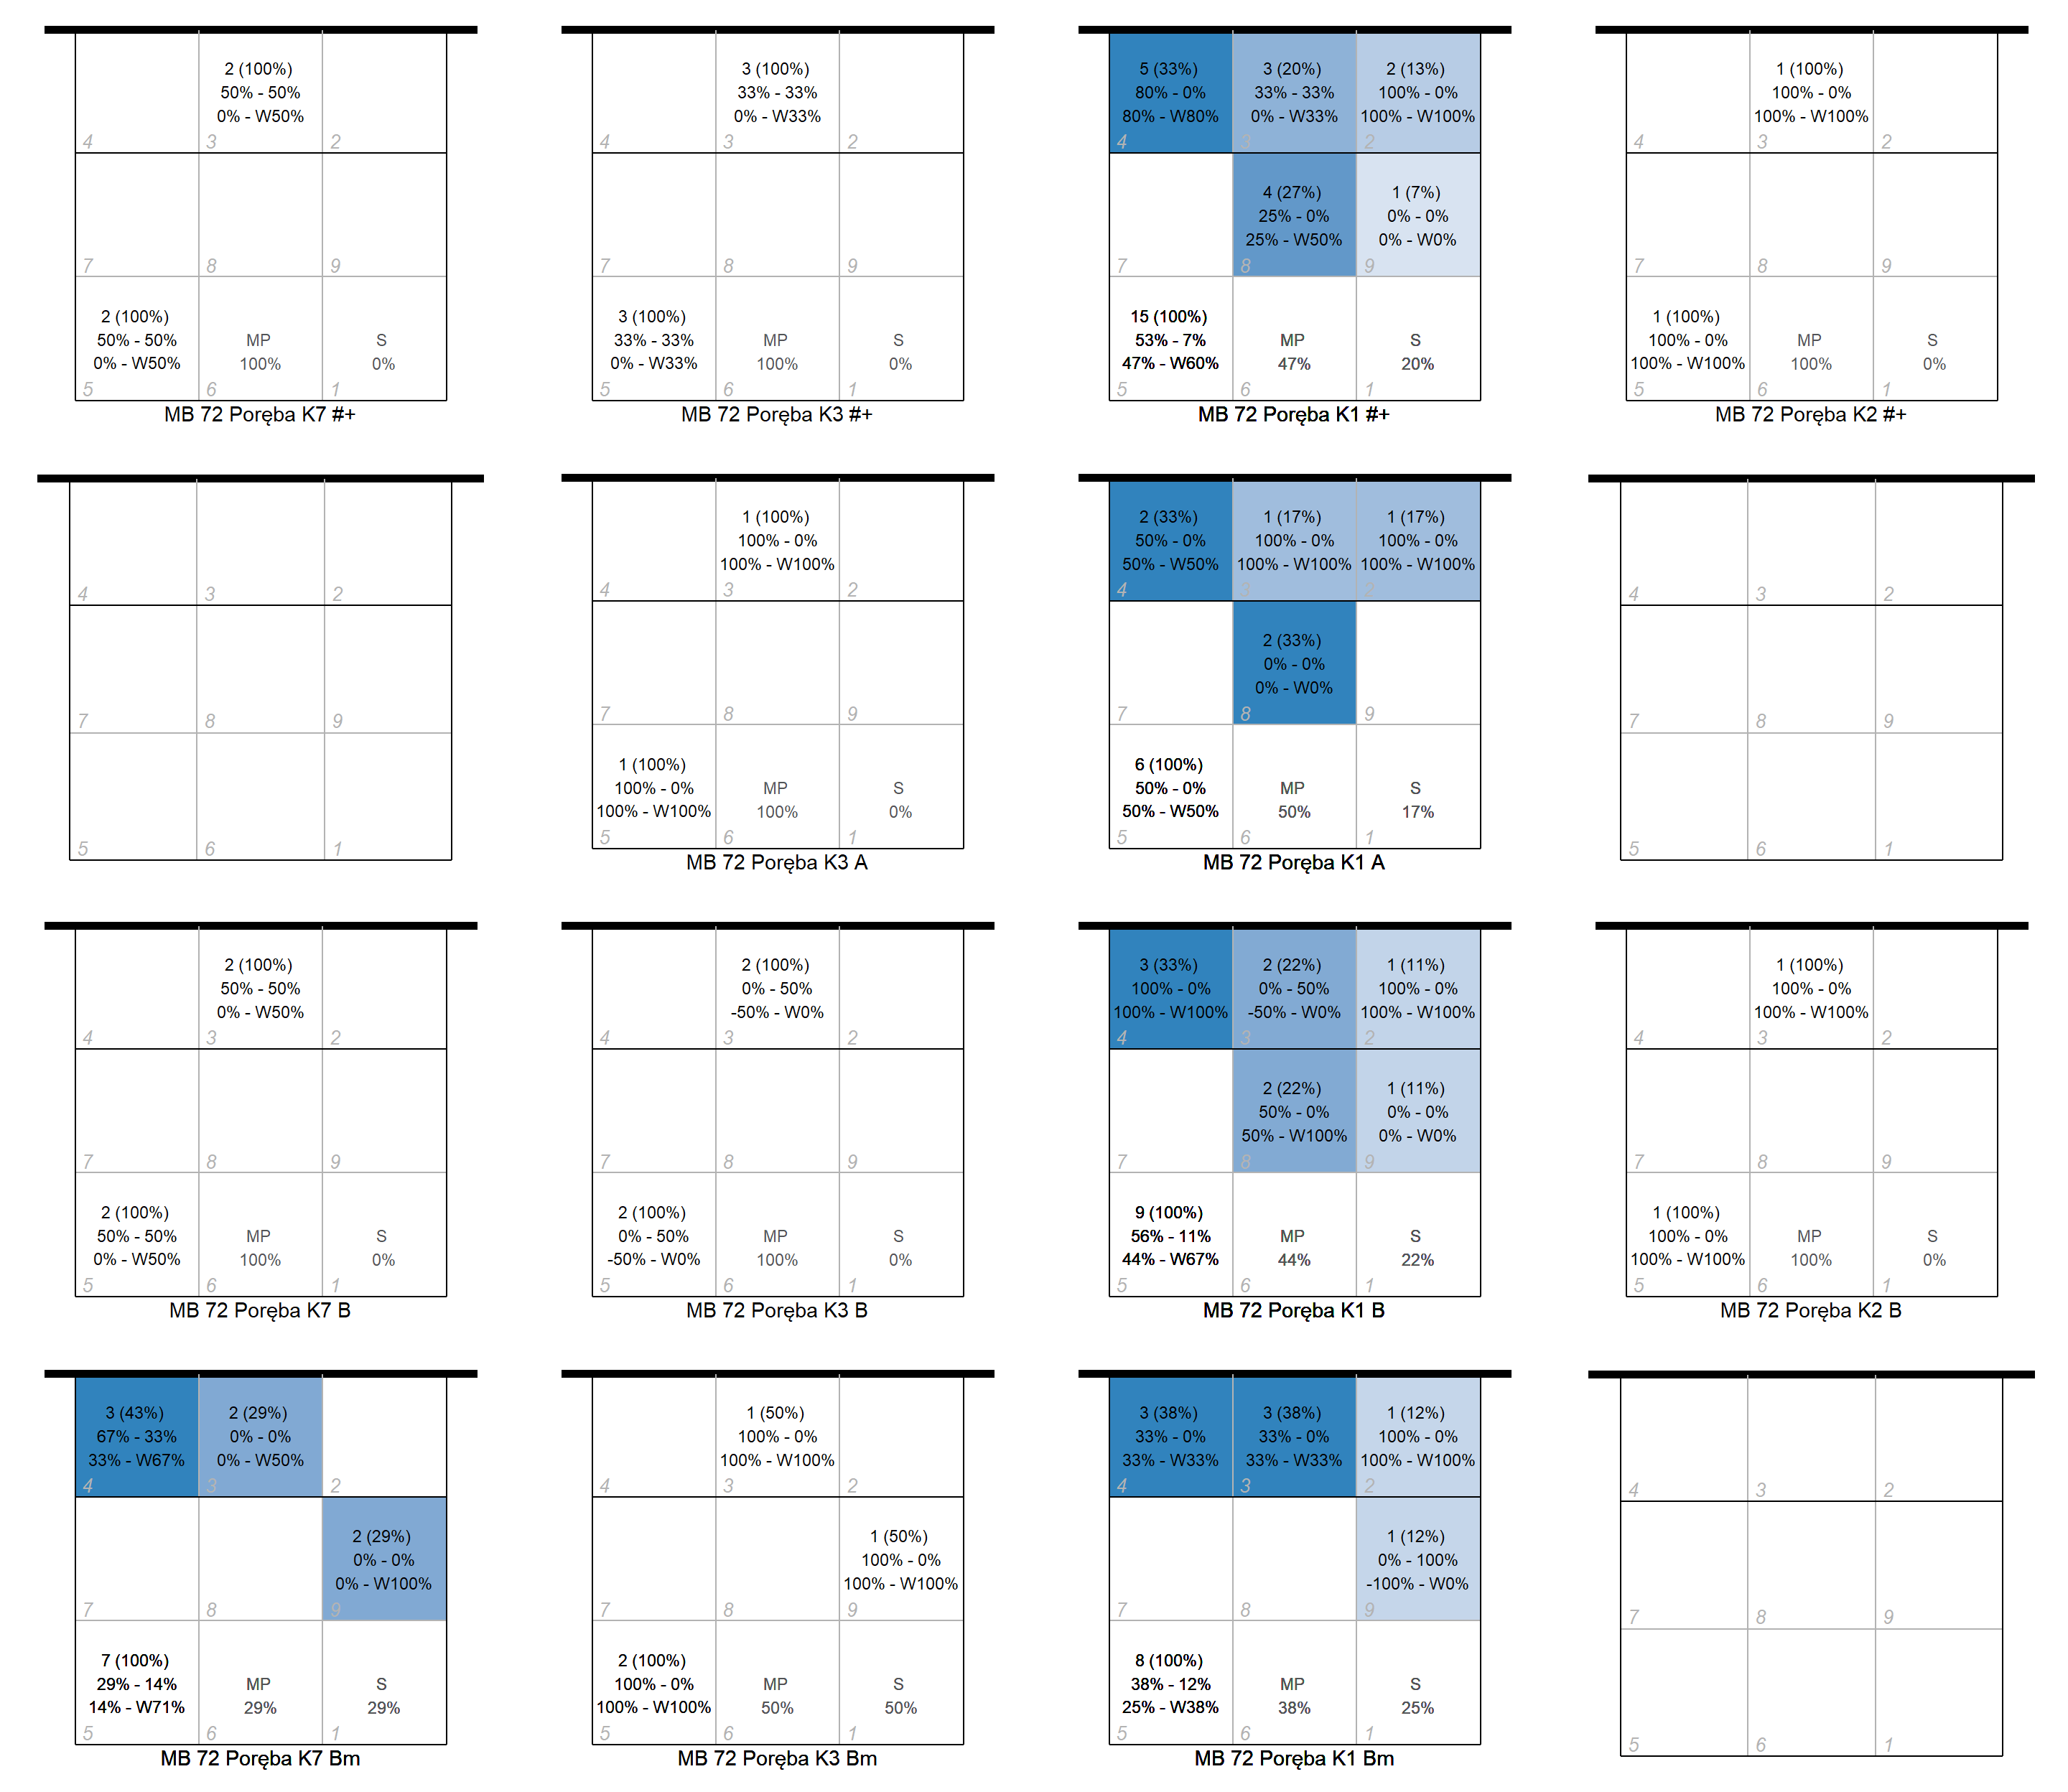 2 (100%)
50% - 50%
0% - W50%
4 3 2
7 8 9
2 (100%)
50% - 50%
0% - W50%
MP
100%
S
0%
5 6 1
MB 72 Poręba K7 #+
3 (100%)
33% - 33%
0% - W33%
4 3 2
7 8 9
3 (100%)
33% - 33%
0% - W33%
MP
100%
S
0%
5 6 1
MB 72 Poręba K3 #+
5 (33%)
80% - 0%
80% - W80%
3 (20%)
33% - 33%
0% - W33%
2 (13%)
100% - 0%
100% - W100%
4 3 2
4 (27%)
25% - 0%
25% - W50%
1 (7%)
0% - 0%
0% - W0%
7 8 9
15 (100%)
53% - 7%
47% - W60%
MP
47%
S
20%
5 6 1
MB 72 Poręba K1 #+
1 (100%)
100% - 0%
100% - W100%
4 3 2
7 8 9
1 (100%)
100% - 0%
100% - W100%
MP
100%
S
0%
5 6 1
MB 72 Poręba K2 #+
4 3 2
7 8 9
5 6 1
1 (100%)
100% - 0%
100% - W100%
4 3 2
7 8 9
1 (100%)
100% - 0%
100% - W100%
MP
100%
S
0%
5 6 1
MB 72 Poręba K3 A
2 (33%)
50% - 0%
50% - W50%
1 (17%)
100% - 0%
100% - W100%
1 (17%)
100% - 0%
100% - W100%
4 3 2
2 (33%)
0% - 0%
0% - W0%
7 8 9
6 (100%)
50% - 0%
50% - W50%
MP
50%
S
17%
5 6 1
MB 72 Poręba K1 A
4 3 2
7 8 9
5 6 1
2 (100%)
50% - 50%
0% - W50%
4 3 2
7 8 9
2 (100%)
50% - 50%
0% - W50%
MP
100%
S
0%
5 6 1
MB 72 Poręba K7 B
2 (100%)
0% - 50%
-50% - W0%
4 3 2
7 8 9
2 (100%)
0% - 50%
-50% - W0%
MP
100%
S
0%
5 6 1
MB 72 Poręba K3 B
3 (33%)
100% - 0%
100% - W100%
2 (22%)
0% - 50%
-50% - W0%
1 (11%)
100% - 0%
100% - W100%
4 3 2
2 (22%)
50% - 0%
50% - W100%
1 (11%)
0% - 0%
0% - W0%
7 8 9
9 (100%)
56% - 11%
44% - W67%
MP
44%
S
22%
5 6 1
MB 72 Poręba K1 B
1 (100%)
100% - 0%
100% - W100%
4 3 2
7 8 9
1 (100%)
100% - 0%
100% - W100%
MP
100%
S
0%
5 6 1
MB 72 Poręba K2 B
3 (43%)
67% - 33%
33% - W67%
2 (29%)
0% - 0%
0% - W50%
4 3 2
2 (29%)
0% - 0%
0% - W100%
7 8 9
7 (100%)
29% - 14%
14% - W71%
MP
29%
S
29%
5 6 1
MB 72 Poręba K7 Bm
1 (50%)
100% - 0%
100% - W100%
4 3 2
1 (50%)
100% - 0%
100% - W100%
7 8 9
2 (100%)
100% - 0%
100% - W100%
MP
50%
S
50%
5 6 1
MB 72 Poręba K3 Bm
3 (38%)
33% - 0%
33% - W33%
3 (38%)
33% - 0%
33% - W33%
1 (12%)
100% - 0%
100% - W100%
4 3 2
1 (12%)
0% - 100%
-100% - W0%
7 8 9
8 (100%)
38% - 12%
25% - W38%
MP
38%
S
25%
5 6 1
MB 72 Poręba K1 Bm
4 3 2
7 8 9
5 6 1